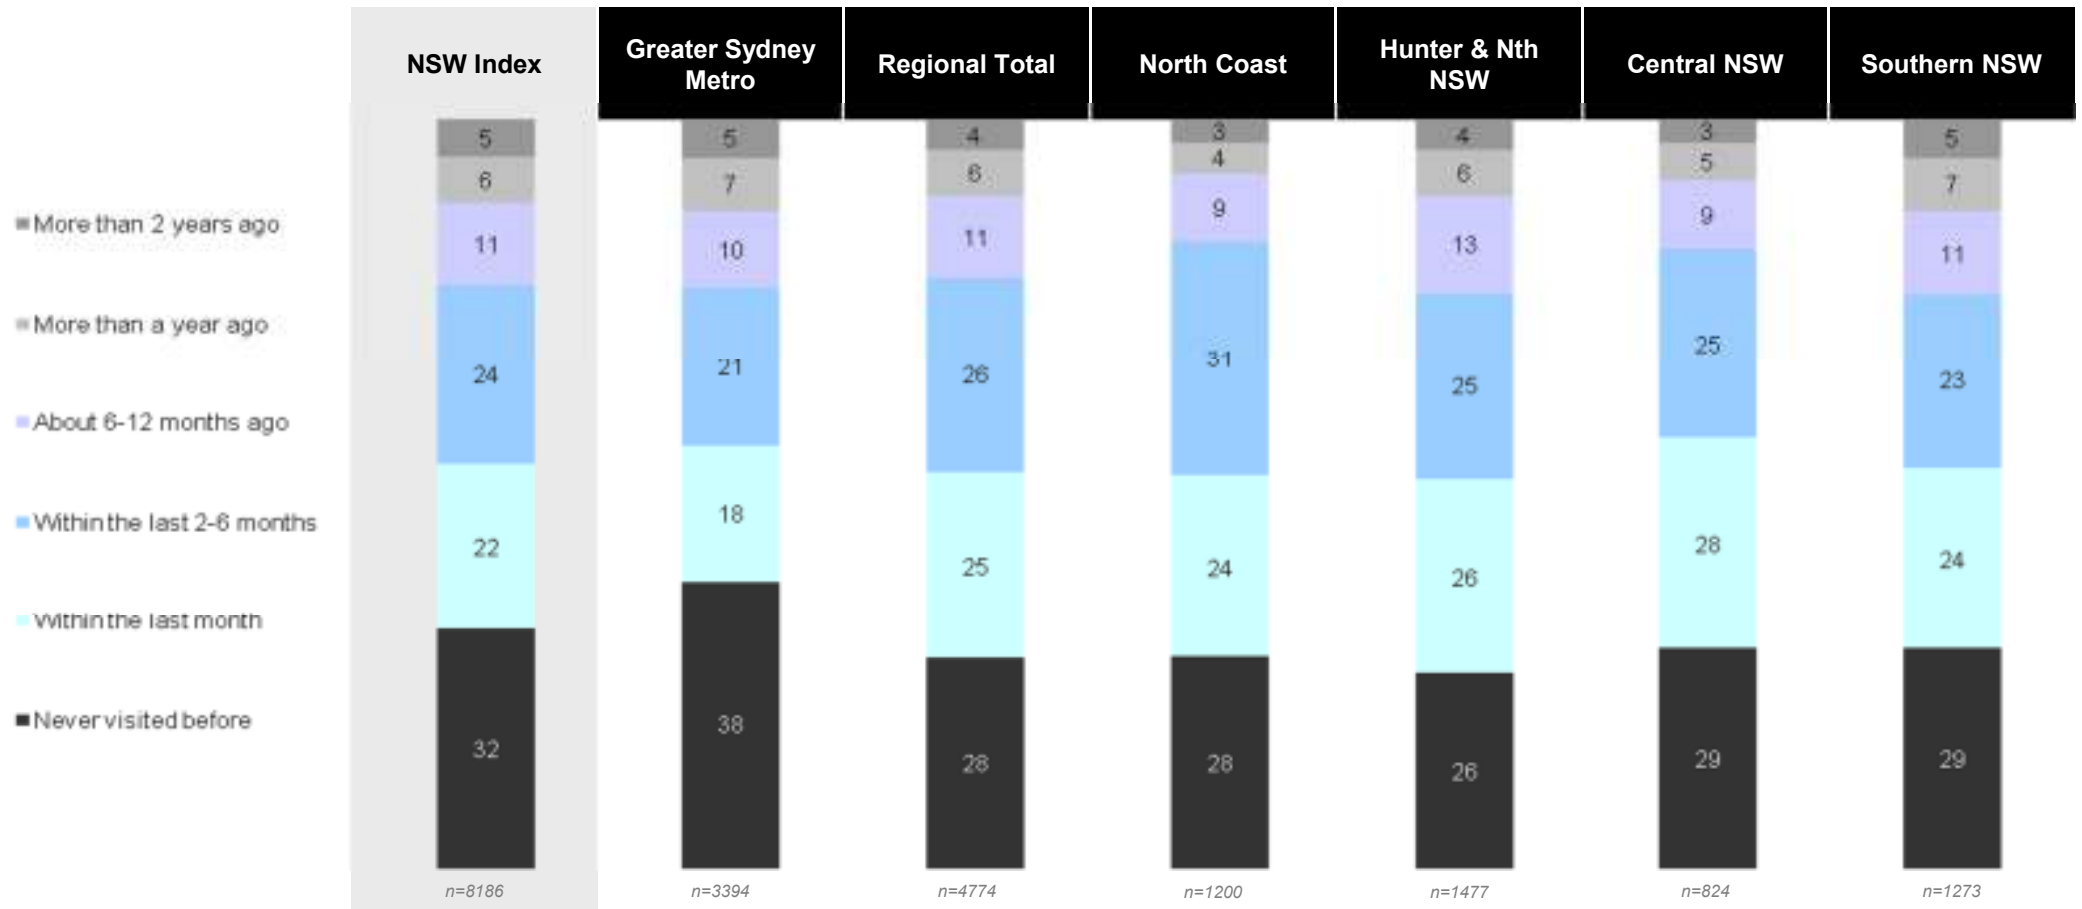 NSW Index
Greater Sydney
Metro
Regional Total
North Coast
Hunter & Nth
NSW
Central NSW
Southern NSW
More than 2 years ago
More than a year ago
About 6-12 months ago
Within the last 2-6 months
Within the last month
Never visited before
5
6
11
24
22
32
5
7
10
21
18
38
4
6
11
26
25
28
3
4
9
31
24
28
4
6
13
25
26
26
3
5
9
25
28
29
5
7
11
23
24
29
n=8186
n=3394
n=4774
n=1200
n=1477
n=824
n=1273